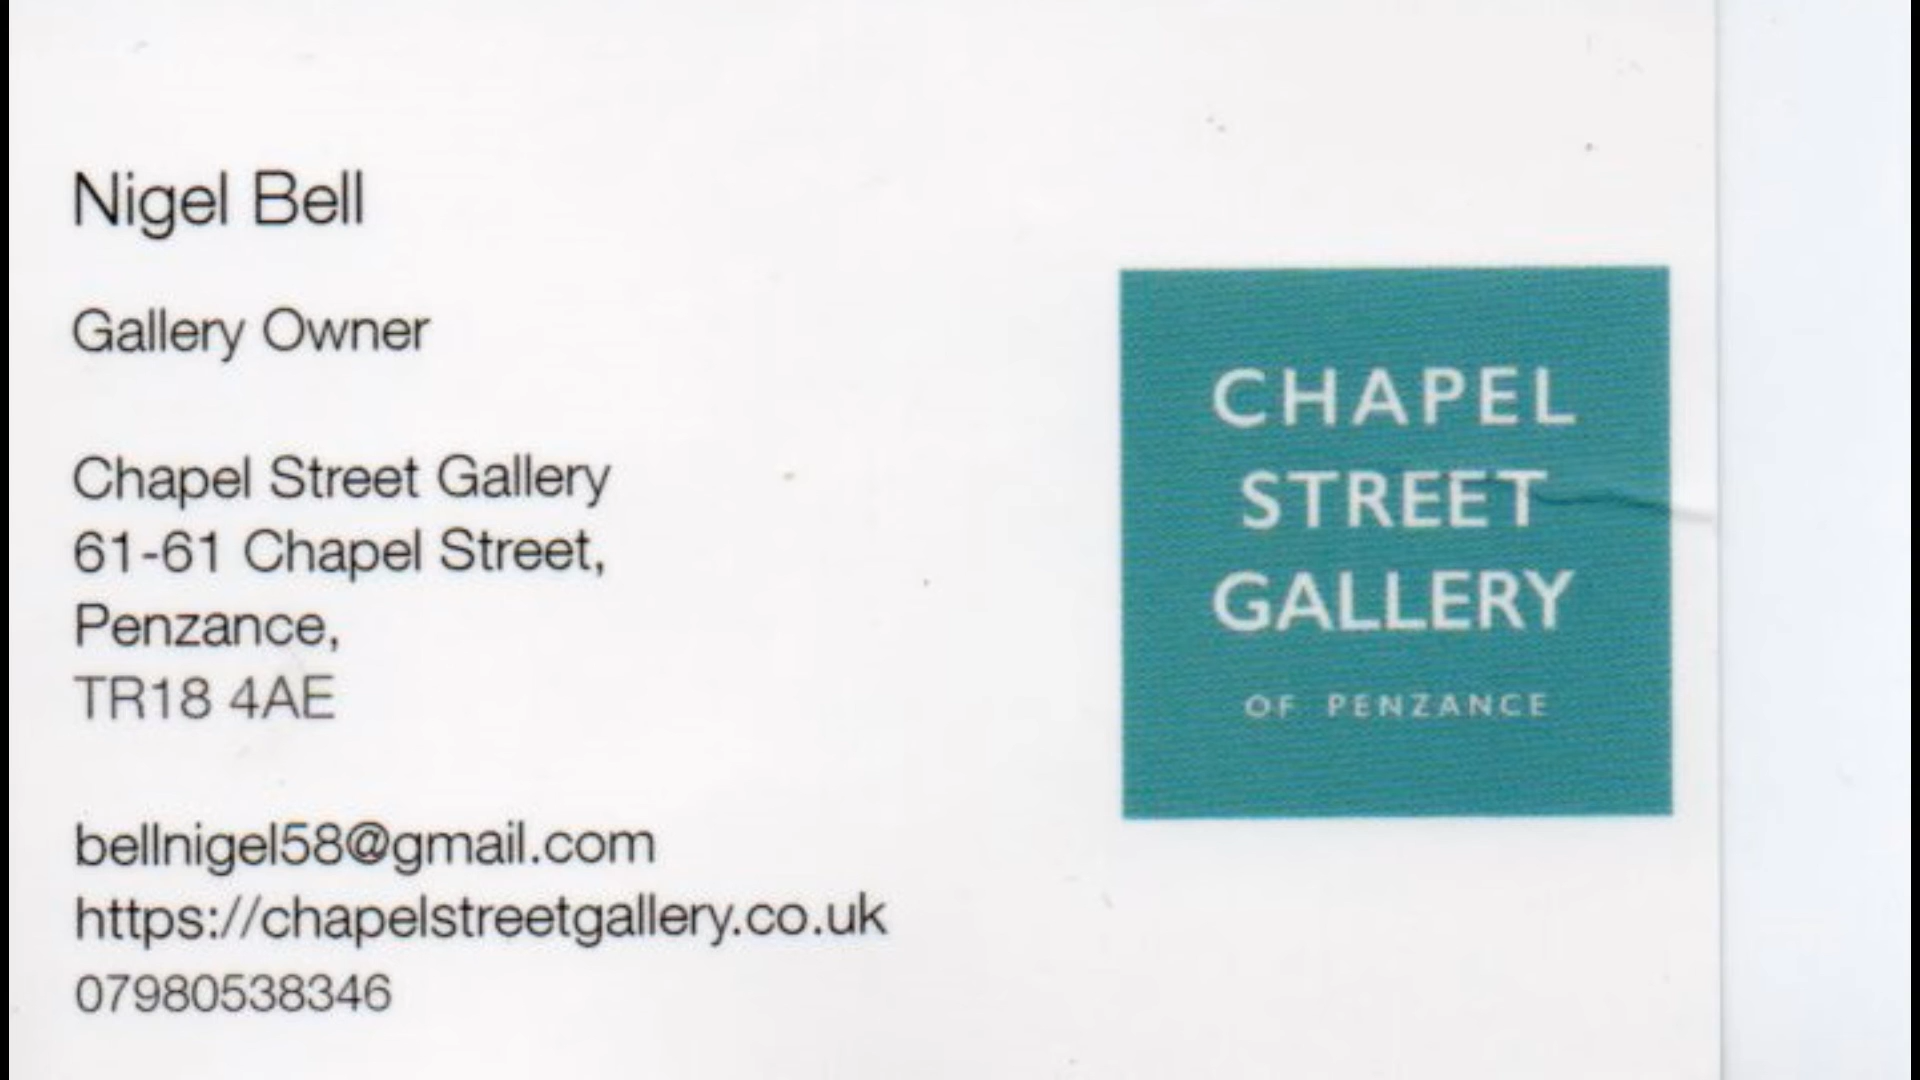 Nigel Bell
Gallery Owner
Chapel Street Gallery
61-61 Chapel Street,
Penzance,
TR18 4AE
bellnigel58@gmail.com
https://chapelstreetgallery.co.uk
07980538346
CHAPEL
STREET
GALLERY
OF PENZANCE